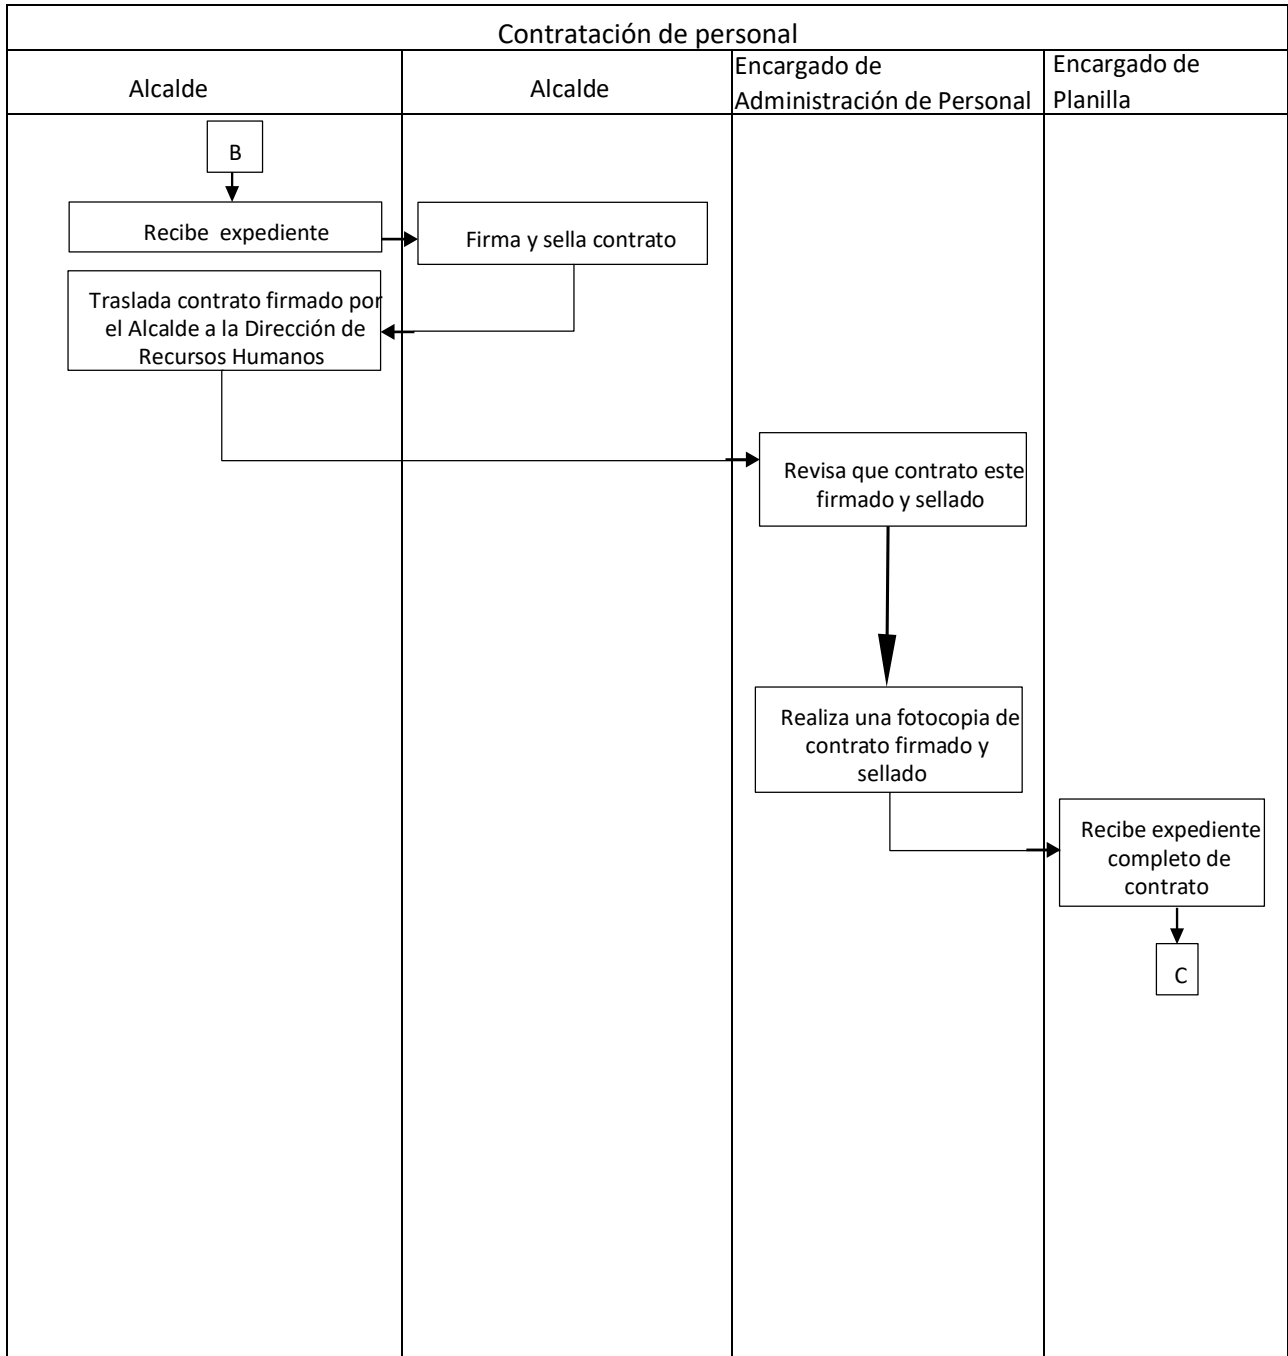 Contratación de personal
Alcalde
Alcalde
Encargado de
Administración de Personal
Encargado de
Planilla
B
Recibe expediente
Firma y sella contrato
Traslada contrato firmado por
el Alcalde a la Dirección de
Recursos Humanos
Revisa que contrato este
firmado y sellado
Realiza una fotocopia de
contrato firmado y
sellado
Recibe expediente
completo de
contrato
C